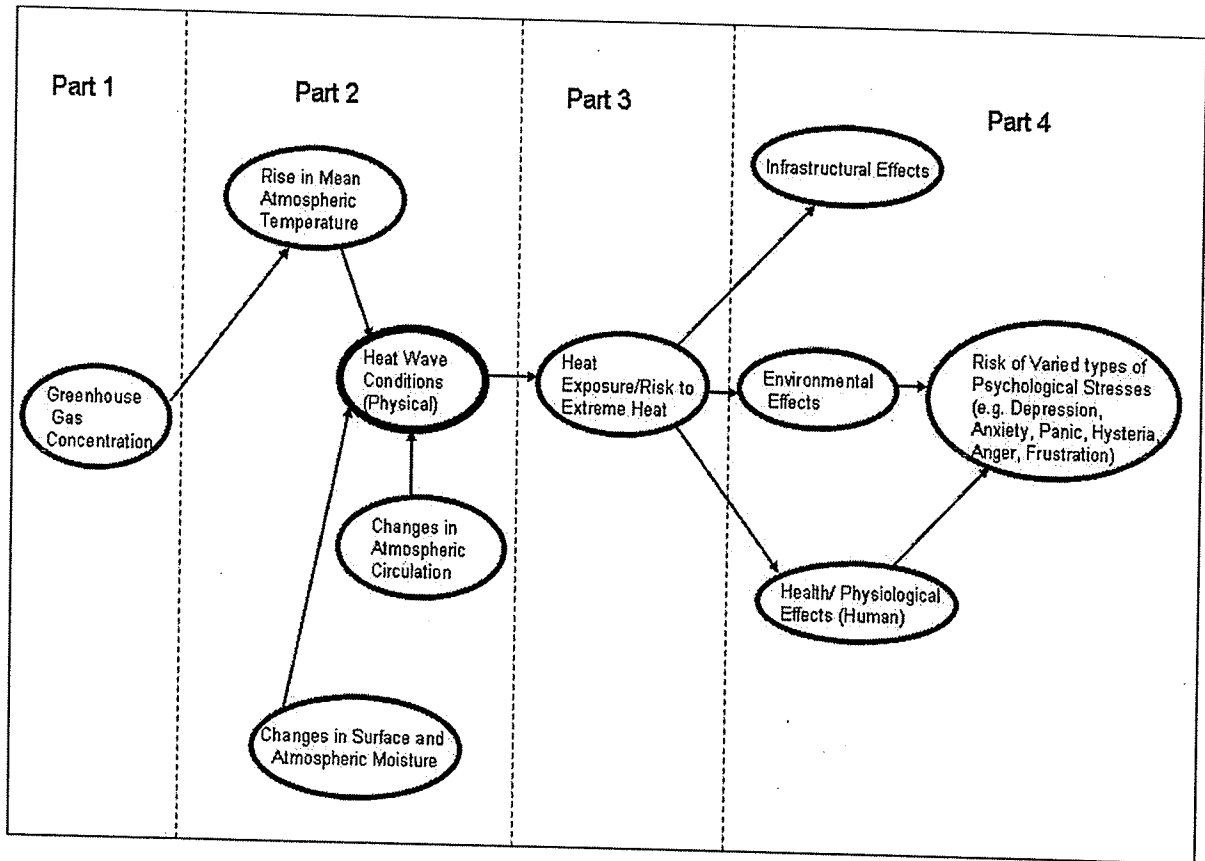 Part 1
Part 2
Part 3
Part 4
Greenhouse
Gas
Concentration
Rise in Mean
Atmospheric
Temperature
Heat Wave
Conditions
(Physical)
Changes in
Atmospheric
Circulation
Changes in Surface and
Atmospheric Moisture
Heat
Exposure/Risk to
Extreme Heat
Infrastructural Effects
Environmental
Effects
Health/ Physiological
Effects (Human)
Risk of Varied types of
Psychological Stresses
(e.g. Depression,
Anxiety, Panic, Hysteria,
Anger, Frustration)